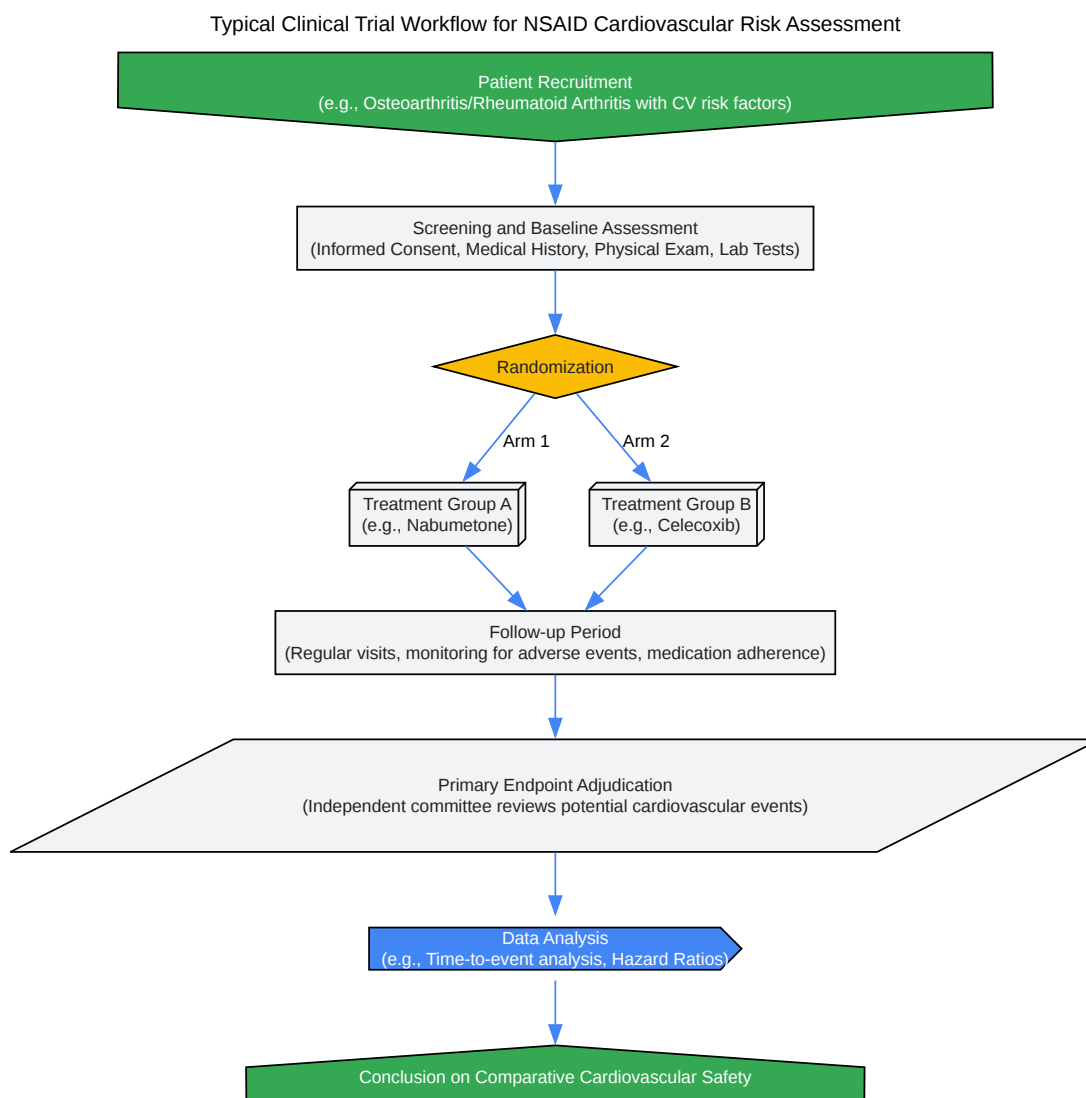 Typical Clinical Trial Workflow for NSAID Cardiovascular Risk Assessment
Patient Recruitment
(e.g., Osteoarthritis/Rheumatoid Arthritis with CV risk factors)
Screening and Baseline Assessment
(Informed Consent, Medical History, Physical Exam, Lab Tests)
Randomization
Arm 1
Arm 2
Treatment Group A
(e.g., Nabumetone)
Treatment Group B
(e.g., Celecoxib)
Follow-up Period
(Regular visits, monitoring for adverse events, medication adherence)
Primary Endpoint Adjudication
(Independent committee reviews potential cardiovascular events)
Data Analysis
(e.g., Time-to-event analysis, Hazard Ratios)
Conclusion on Comparative Cardiovascular Safety